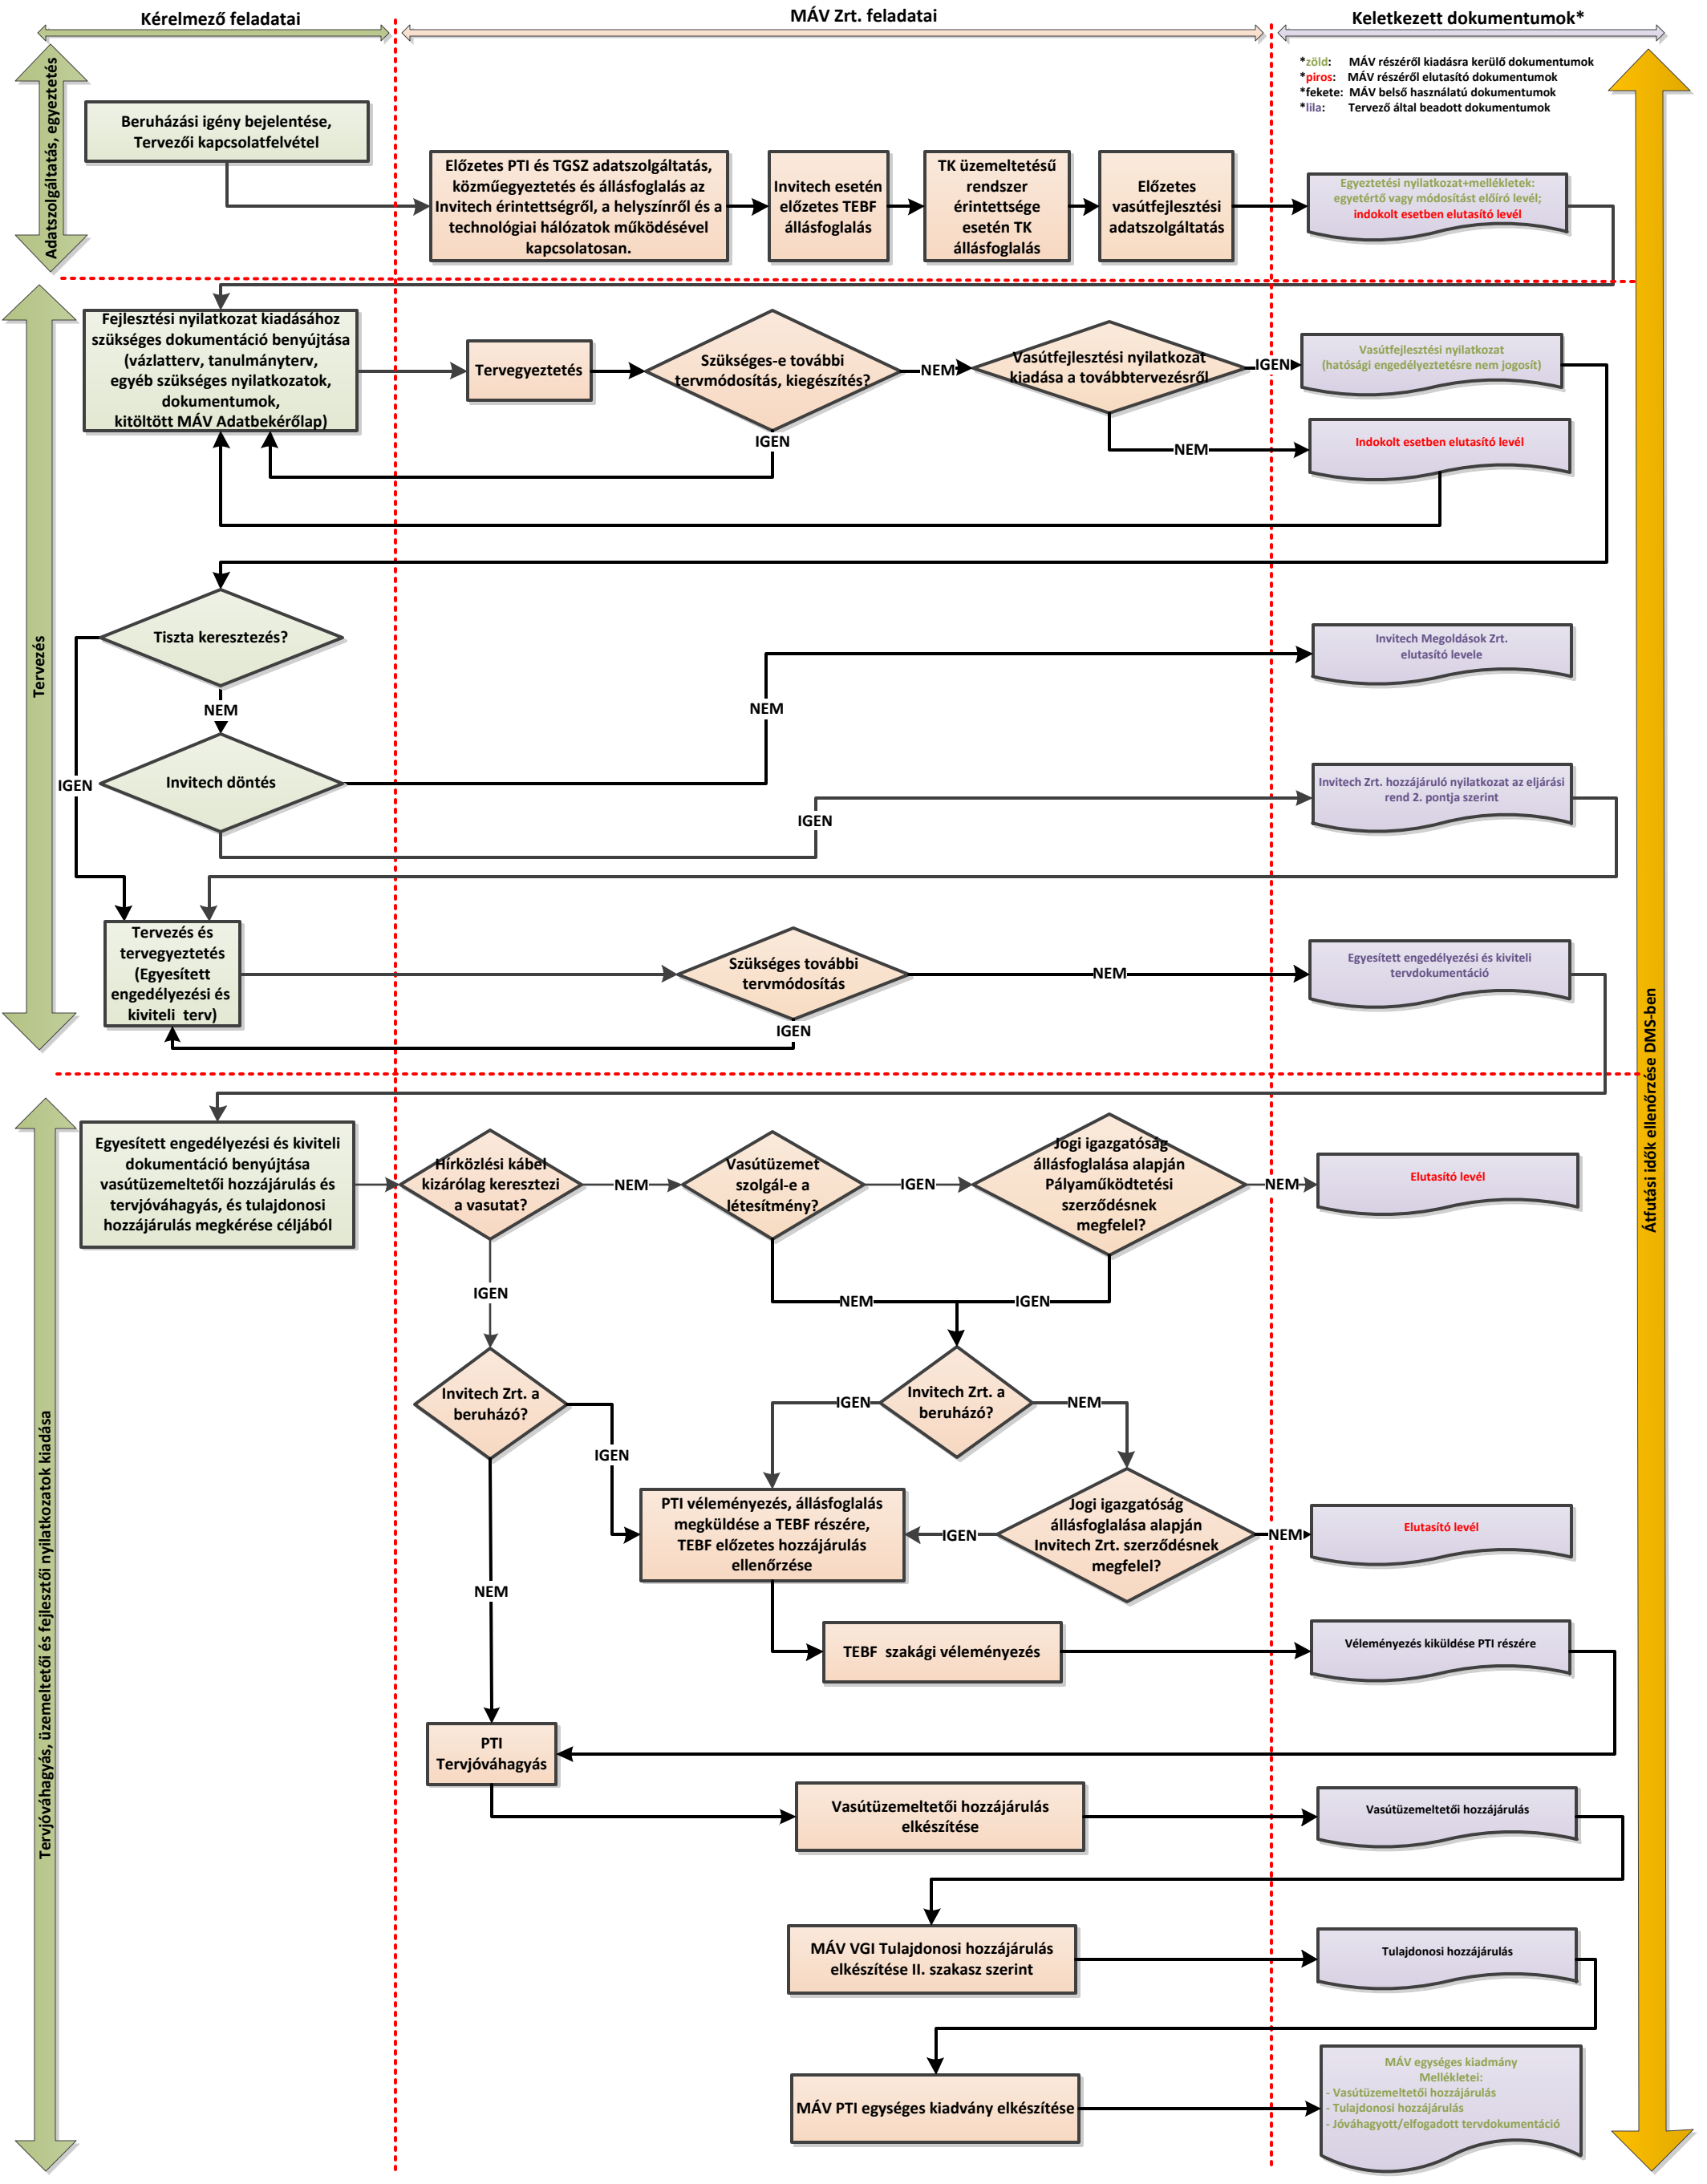 Kérelmező feladatai
MÁV Zrt. feladatai
Keletkezett dokumentumok*
*zöld: MÁV részéről kiadásra kerülő dokumentumok
*piros: MÁV részéről elutasító dokumentumok
*fekete: MÁV belső használatú dokumentumok
*lila: Tervező által beadott dokumentumok
Adatszolgáltatás, egyeztetés
Beruházási igény bejelentése,
Tervezői kapcsolatfelvétel
Előzetes PTI és TGSZ adatszolgáltatás,
közműegyeztetés és állásfoglalás az
Invitech érintettségről, a helyszínről és a
technológiai hálózatok működésével
kapcsolatosan.
Invitech esetén
előzetes TEBF
állásfoglalás
TK üzemeltetésű
rendszer
érintettsége
esetén TK
állásfoglalás
Előzetes
vasútfejlesztési
adatszolgáltatás
Egyeztetési nyilatkozat+mellékletek:
egyetértő vagy módosítást előíró levél;
indokolt esetben elutasító levél
Átfutási idők ellenőrzése DMS-ben
Tervezés
Fejlesztési nyilatkozat kiadásához
szükséges dokumentáció benyújtása
(vázlatterv, tanulmányterv,
egyéb szükséges nyilatkozatok,
dokumentumok,
kitöltött MÁV Adatbekérőlap)
Tervegyeztetés
Szükséges-e további
tervmódosítás, kiegészítés?
NEM
IGEN
Vasútfejlesztési nyilatkozat
kiadása a továbbtervezésről
IGEN
NEM
Vasútfejlesztési nyilatkozat
(hatósági engedélyeztetésre nem jogosít)
Indokolt esetben elutasító levél
Tiszta keresztezés?
NEM
IGEN
Invitech döntés
NEM
IGEN
Invitech Megoldások Zrt.
elutasító levele
Invitech Zrt. hozzájáruló nyilatkozat az eljárási
rend 2. pontja szerint
Tervezés és
tervegyeztetés
(Egyesített
engedélyezési és
kiviteli terv)
Szükséges további
tervmódosítás
NEM
IGEN
Egyesített engedélyezési és kiviteli
tervdokumentáció
Tervjóváhagyás, üzemeltetői és fejlesztői nyilatkozatok kiadása
Egyesített engedélyezési és kiviteli
dokumentáció benyújtása
vasútüzemeltetői hozzájárulás és
tervjóváhagyás, és tulajdonosi
hozzájárulás megkérése céljából
Hírközlési kábel
kizárólag keresztezi
a vasutat?
NEM
IGEN
Vasútüzemet
szolgál-e a
létesítmény?
IGEN
NEM
Jogi igazgatóság
állásfoglalása alapján
Pályaműködtetési
szerződésnek
megfelel?
NEM
IGEN
Elutasító levél
Invitech Zrt. a
beruházó?
IGEN
NEM
Invitech Zrt. a
beruházó?
IGEN
NEM
PTI véleményezés, állásfoglalás
megküldése a TEBF részére,
TEBF előzetes hozzájárulás
ellenőrzése
Jogi igazgatóság
állásfoglalása alapján
Invitech Zrt. szerződésnek
megfelel?
IGEN
NEM
Elutasító levél
TEBF szakági véleményezés
Véleményezés kiküldése PTI részére
PTI
Tervjóváhagyás
Vasútüzemeltetői hozzájárulás
elkészítése
Vasútüzemeltetői hozzájárulás
MÁV VGI Tulajdonosi hozzájárulás
elkészítése II. szakasz szerint
Tulajdonosi hozzájárulás
MÁV PTI egységes kiadvány elkészítése
MÁV egységes kiadmány
Mellékletei:
- Vasútüzemeltetői hozzájárulás
- Tulajdonosi hozzájárulás
- Jóváhagyott/elfogadott tervdokumentáció